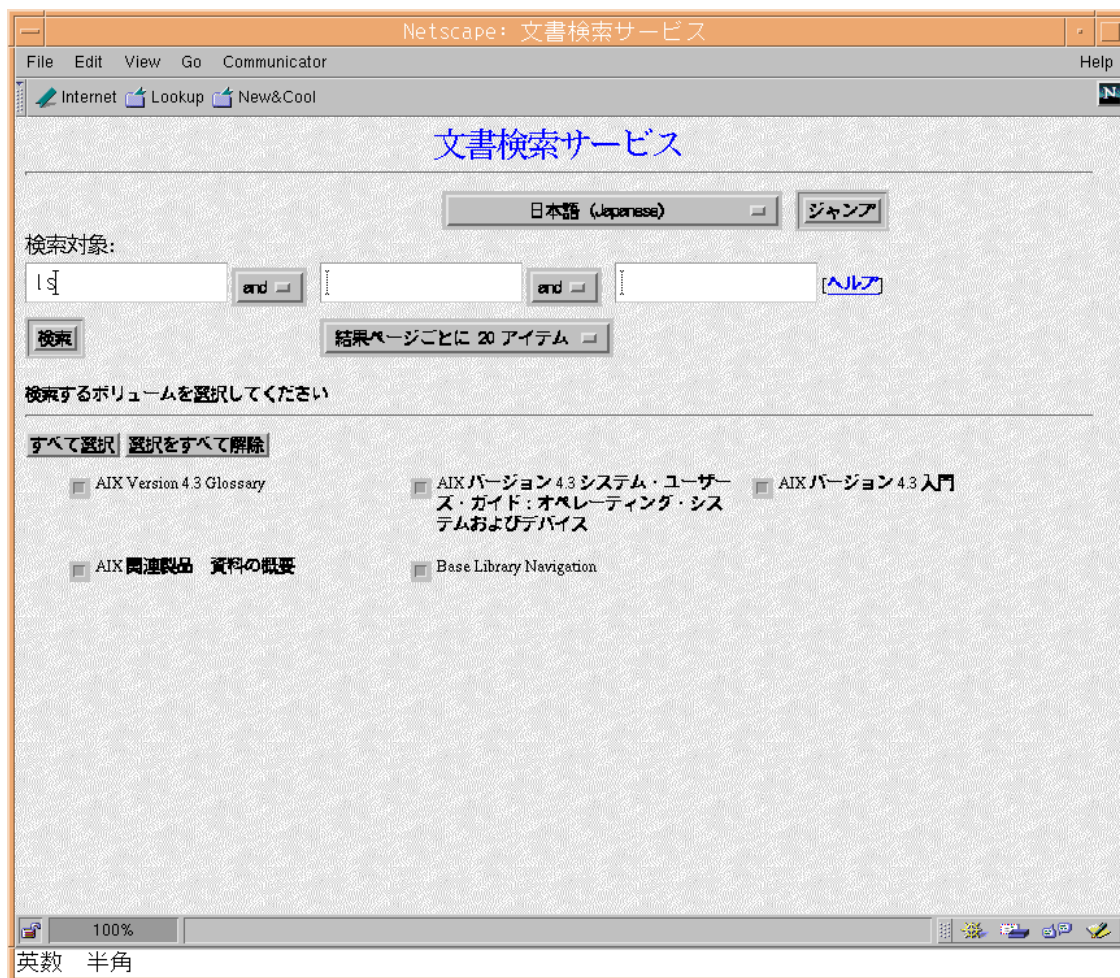 Netscape: 文書検索サービス
File Edit View Go Communicator Help
Internet Lookup New&Cool N
文書検索サービス
日本語 (Japanese) ジャンプ
検索対象:
ls and and [ヘルプ]
検索 結果ページごとに 20 アイテム
検索するボリュームを選択してください
すべて選択 選択をすべて解除
AIX Version 4.3 Glossary
AIX バージョン 4.3 システム・ユーザー
ズ・ガイド:オペレーティング・シス
テムおよびデバイス
AIX バージョン 4.3 入門
AIX 関連製品　資料の概要
Base Library Navigation
100%
英数　半角